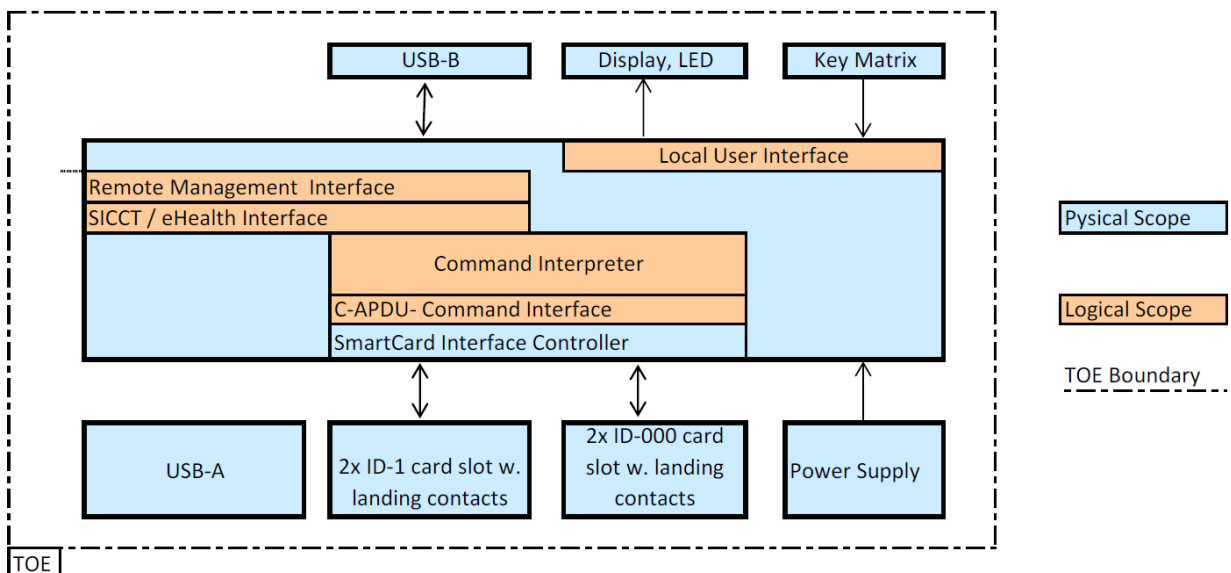 USB-B
Display, LED
Key Matrix
Local User Interface
Remote Management Interface
SICCT / eHealth Interface
Command Interpreter
C-APDU- Command Interface
SmartCard Interface Controller
USB-A
2x ID-1 card slot w.
landing contacts
2x ID-000 card
slot w. landing
contacts
Power Supply
Pysical Scope
Logical Scope
TOE Boundary
TOE